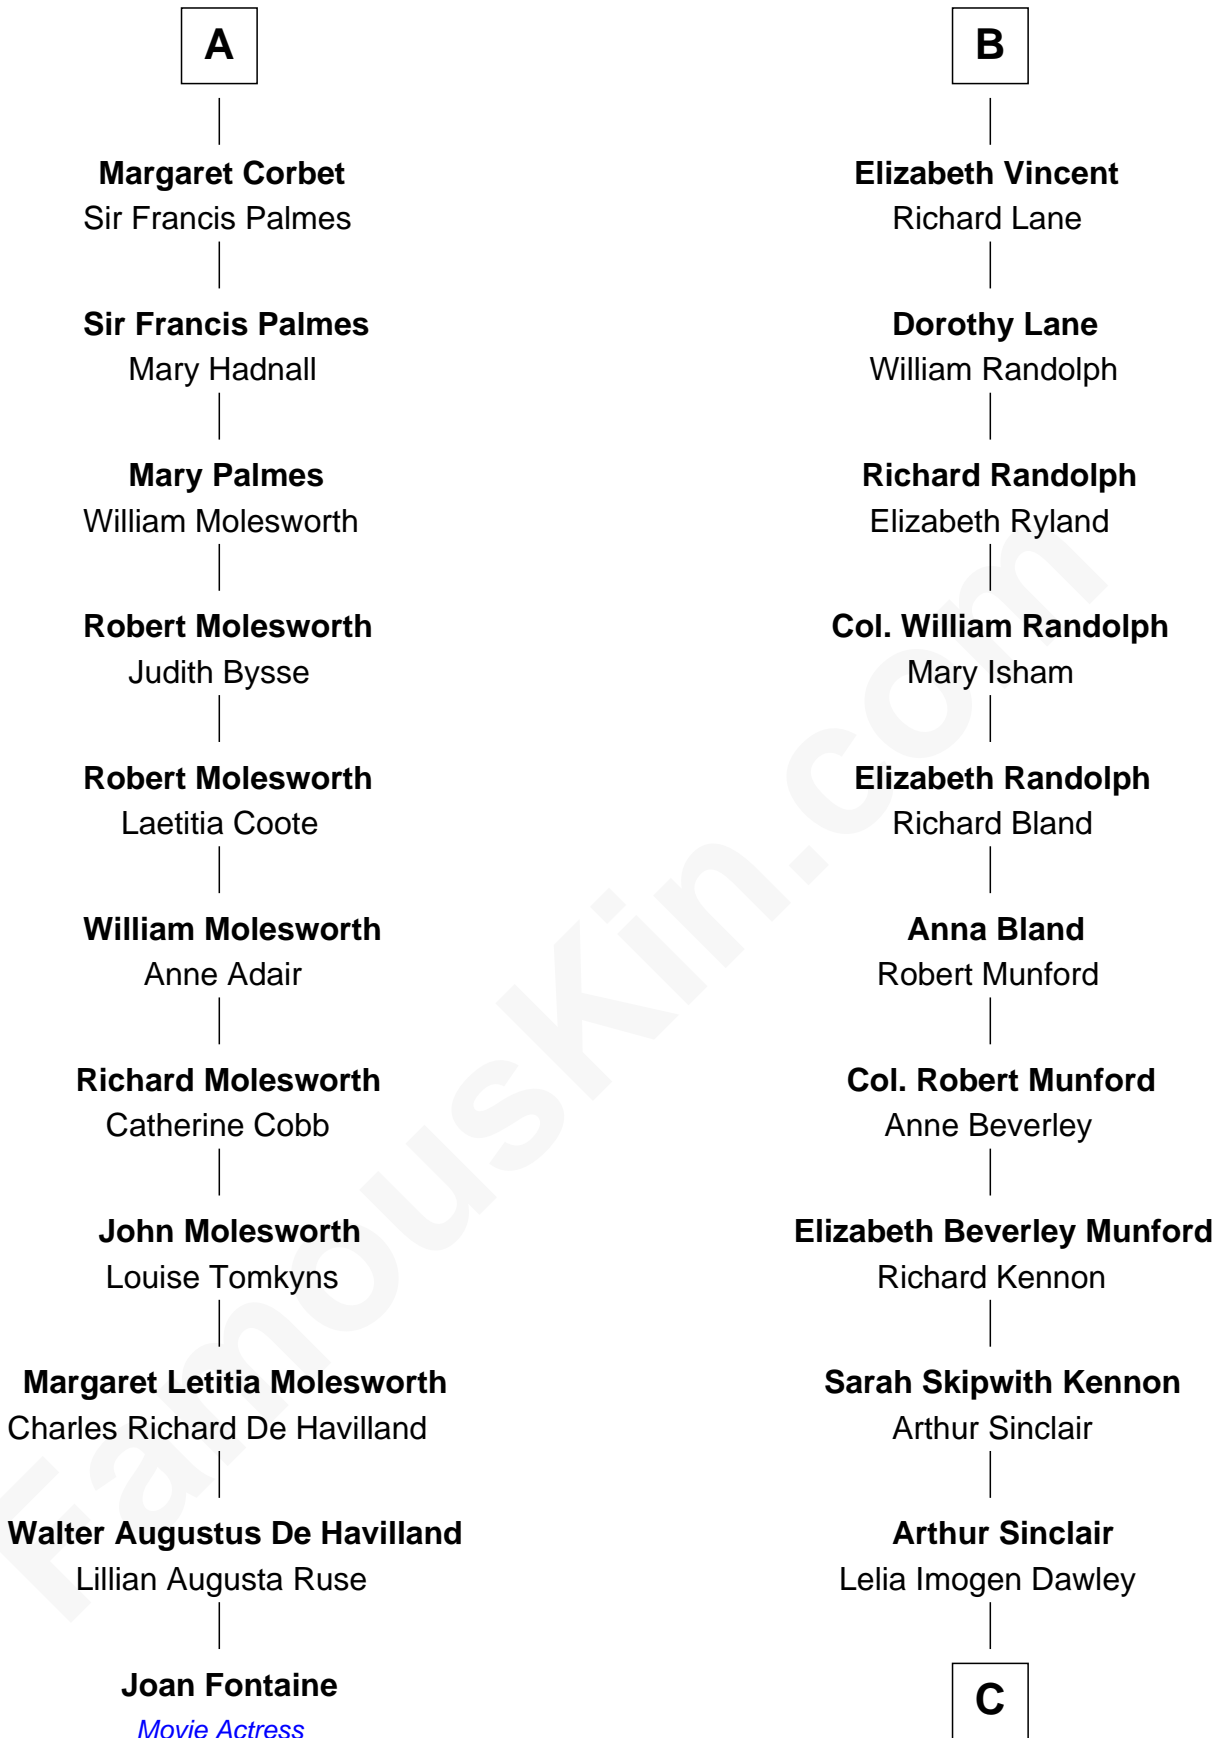 A
Margaret Corbet
Sir Francis Palmes
Sir Francis Palmes
Mary Hadnall
Mary Palmes
William Molesworth
Robert Molesworth
Judith Bysse
Robert Molesworth
Laetitia Coote
William Molesworth
Anne Adair
Richard Molesworth
Catherine Cobb
John Molesworth
Louise Tomkyns
Margaret Letitia Molesworth
Charles Richard De Havilland
Walter Augustus De Havilland
Lillian Augusta Ruse
Joan Fontaine
Movie Actress
B
Elizabeth Vincent
Richard Lane
Dorothy Lane
William Randolph
Richard Randolph
Elizabeth Ryland
Col. William Randolph
Mary Isham
Elizabeth Randolph
Richard Bland
Anna Bland
Robert Munford
Col. Robert Munford
Anne Beverley
Elizabeth Beverley Munford
Richard Kennon
Sarah Skipwith Kennon
Arthur Sinclair
Arthur Sinclair
Lelia Imogen Dawley
C
FamousKin.com